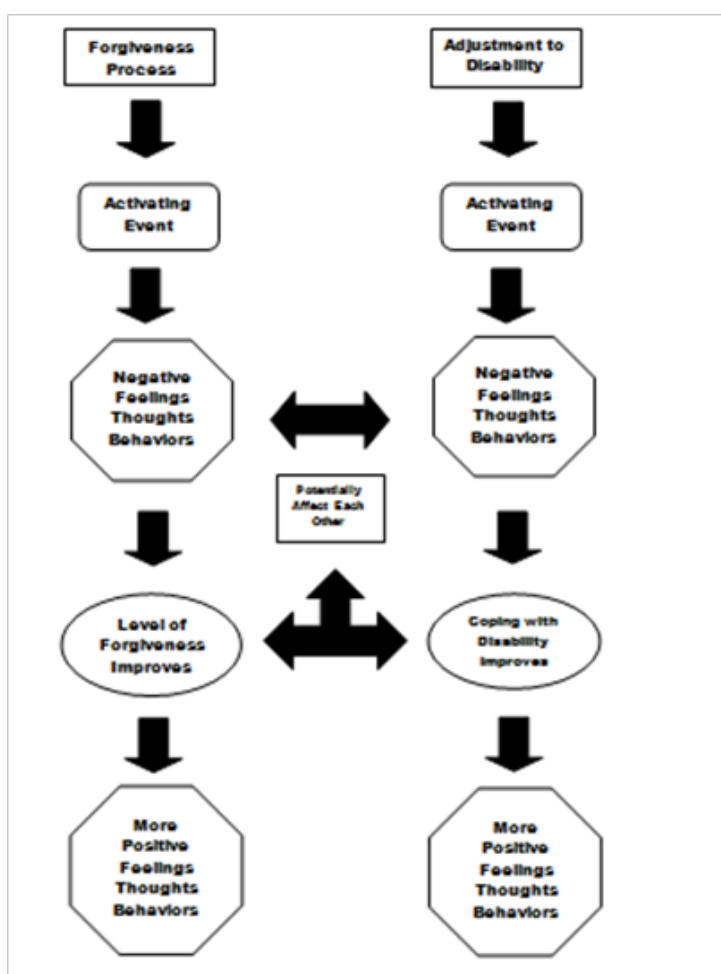 Forgiveness
Process
Adjustment to
Disability
Activating
Event
Activating
Event
Negative
Feelings
Thoughts
Behaviors
Negative
Feelings
Thoughts
Behaviors
Potentially
Affect Each
Other
Level of
Forgiveness
Improves
Coping with
Disability
Improves
More
Positive
Feelings
Thoughts
Behaviors
More
Positive
Feelings
Thoughts
Behaviors